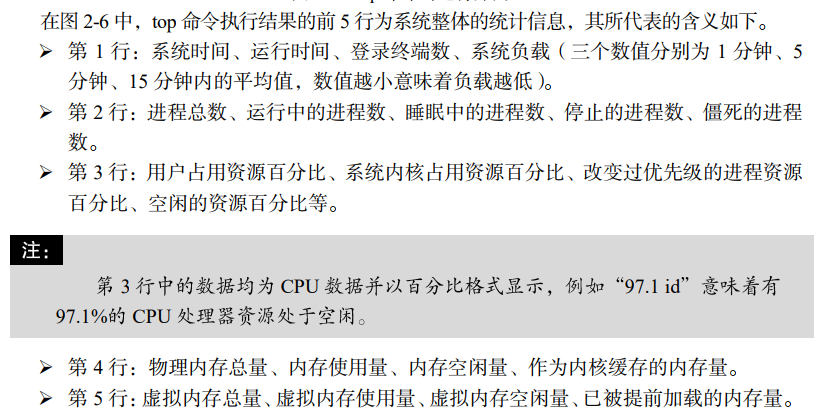 在图 2-6 中，top 命令执行结果的前 5 行为系统整体的统计信息，其所代表的含义如下。
➢ 第 1 行：系统时间、运行时间、登录终端数、系统负载（三个数值分别为 1 分钟、5
分钟、15 分钟内的平均值，数值越小意味着负载越低）。
➢ 第 2 行：进程总数、运行中的进程数、睡眠中的进程数、停止的进程数、僵死的进程
数。
➢ 第 3 行：用户占用资源百分比、系统内核占用资源百分比、改变过优先级的进程资源
百分比、空闲的资源百分比等。
注：
第 3 行中的数据均为 CPU 数据并以百分比格式显示，例如“97.1 id”意味着有
97.1%的 CPU 处理器资源处于空闲。
➢ 第 4 行：物理内存总量、内存使用量、内存空闲量、作为内核缓存的内存量。
➢ 第 5 行：虚拟内存总量、虚拟内存使用量、虚拟内存空闲量、已被提前加载的内存量。